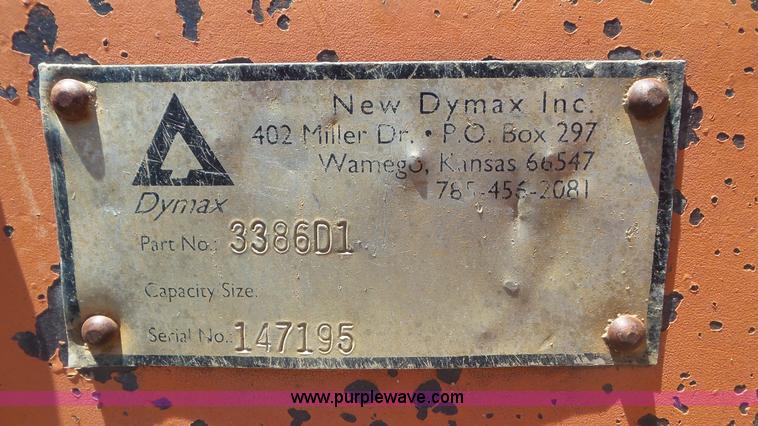 New Dymax Inc.
402 Miller Dr. • P.O. Box 297
Wamego, Kansas 66547
785-456-2081
Dymax
Part No.: 3386D1
Capacity Size.
Serial No.: 147195
www.purplewave.com